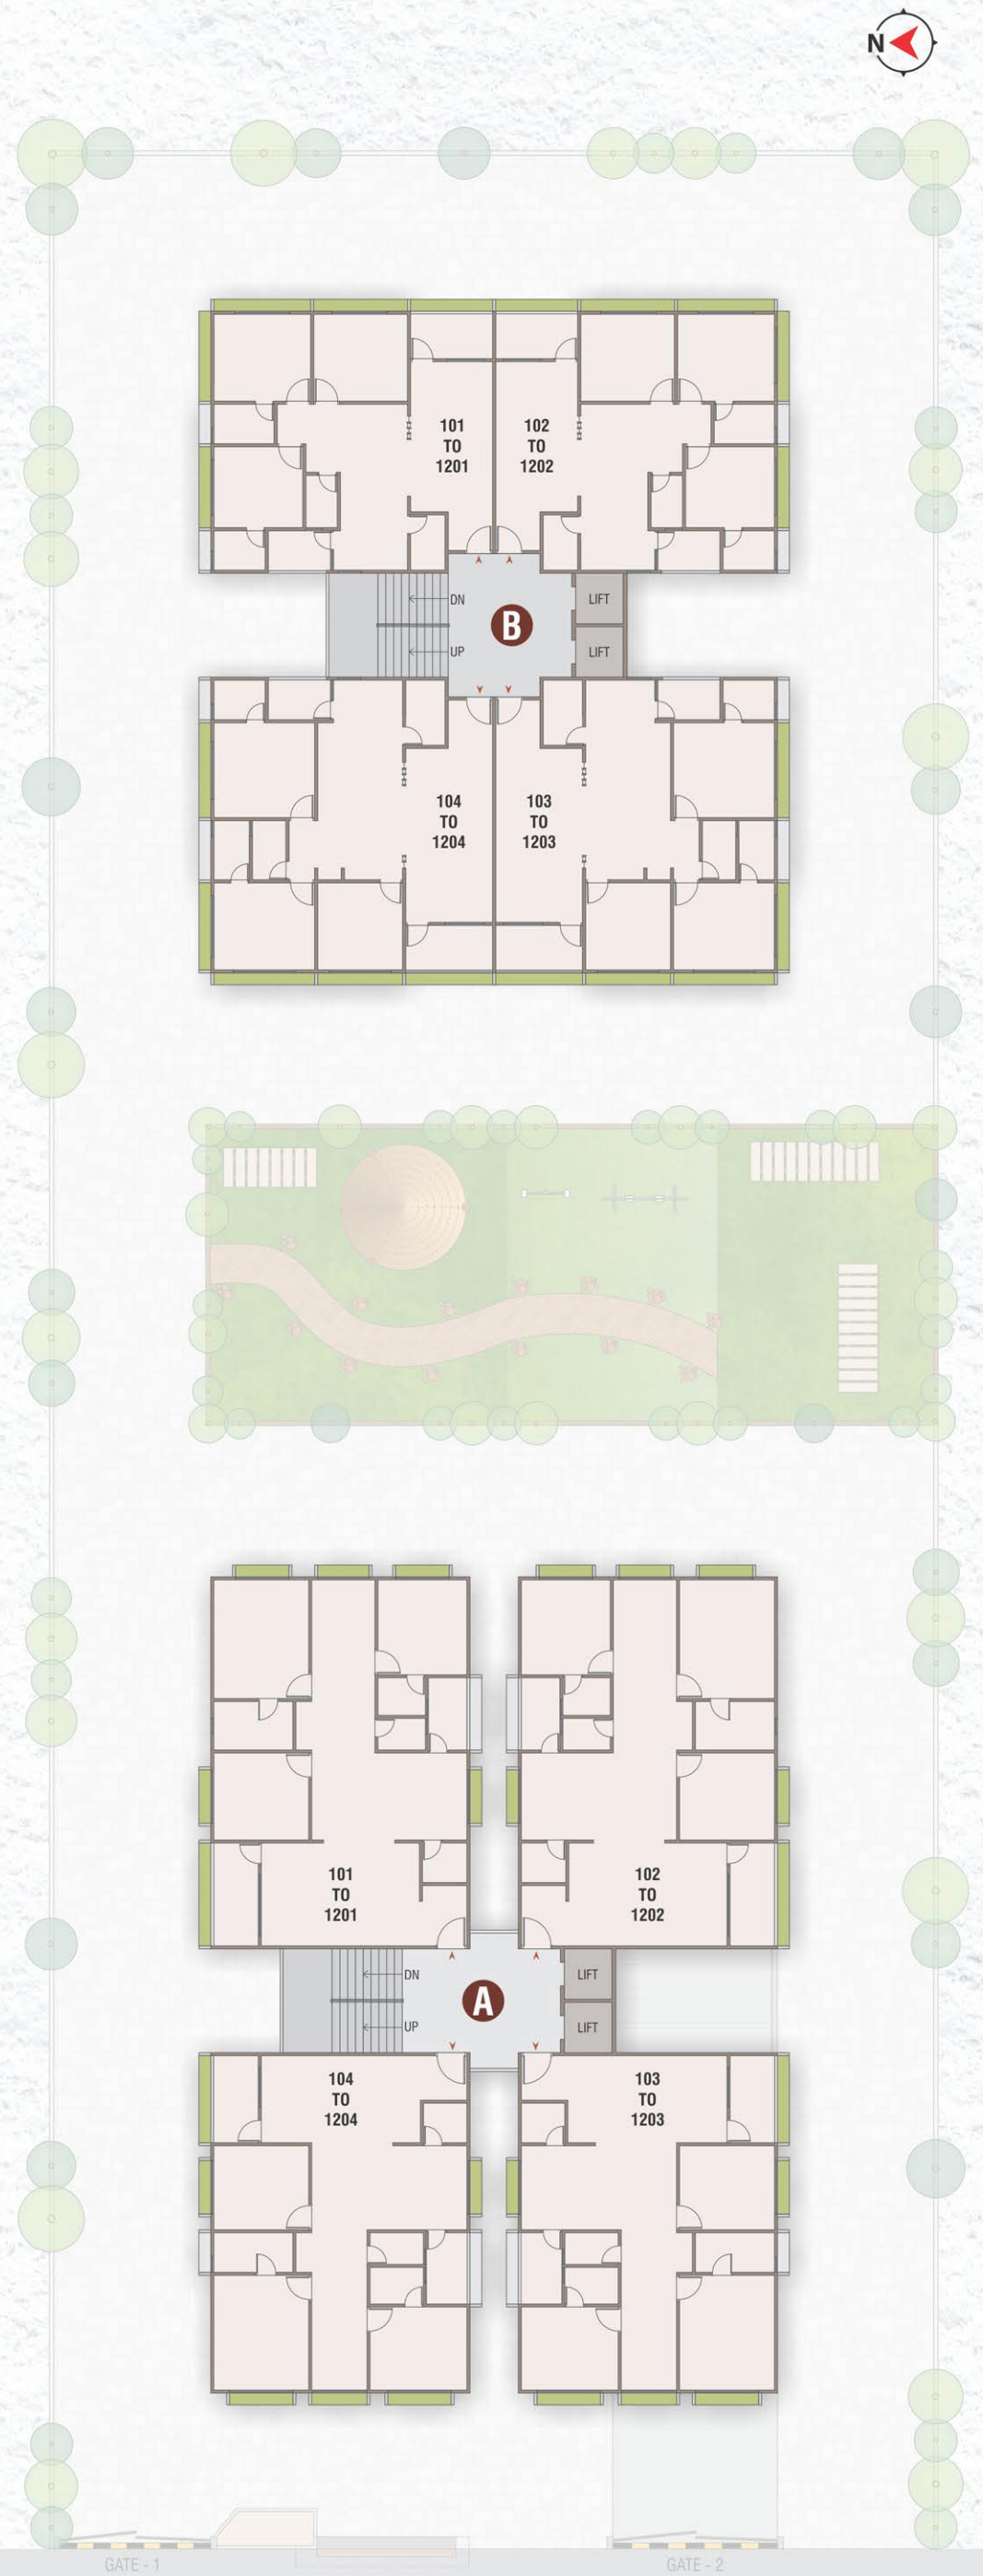 N
101
TO
1201
102
TO
1202
DN
UP
B
LIFT
LIFT
104
TO
1204
103
TO
1203
101
TO
1201
102
TO
1202
DN
UP
A
LIFT
LIFT
104
TO
1204
103
TO
1203
GATE - 1
GATE - 2